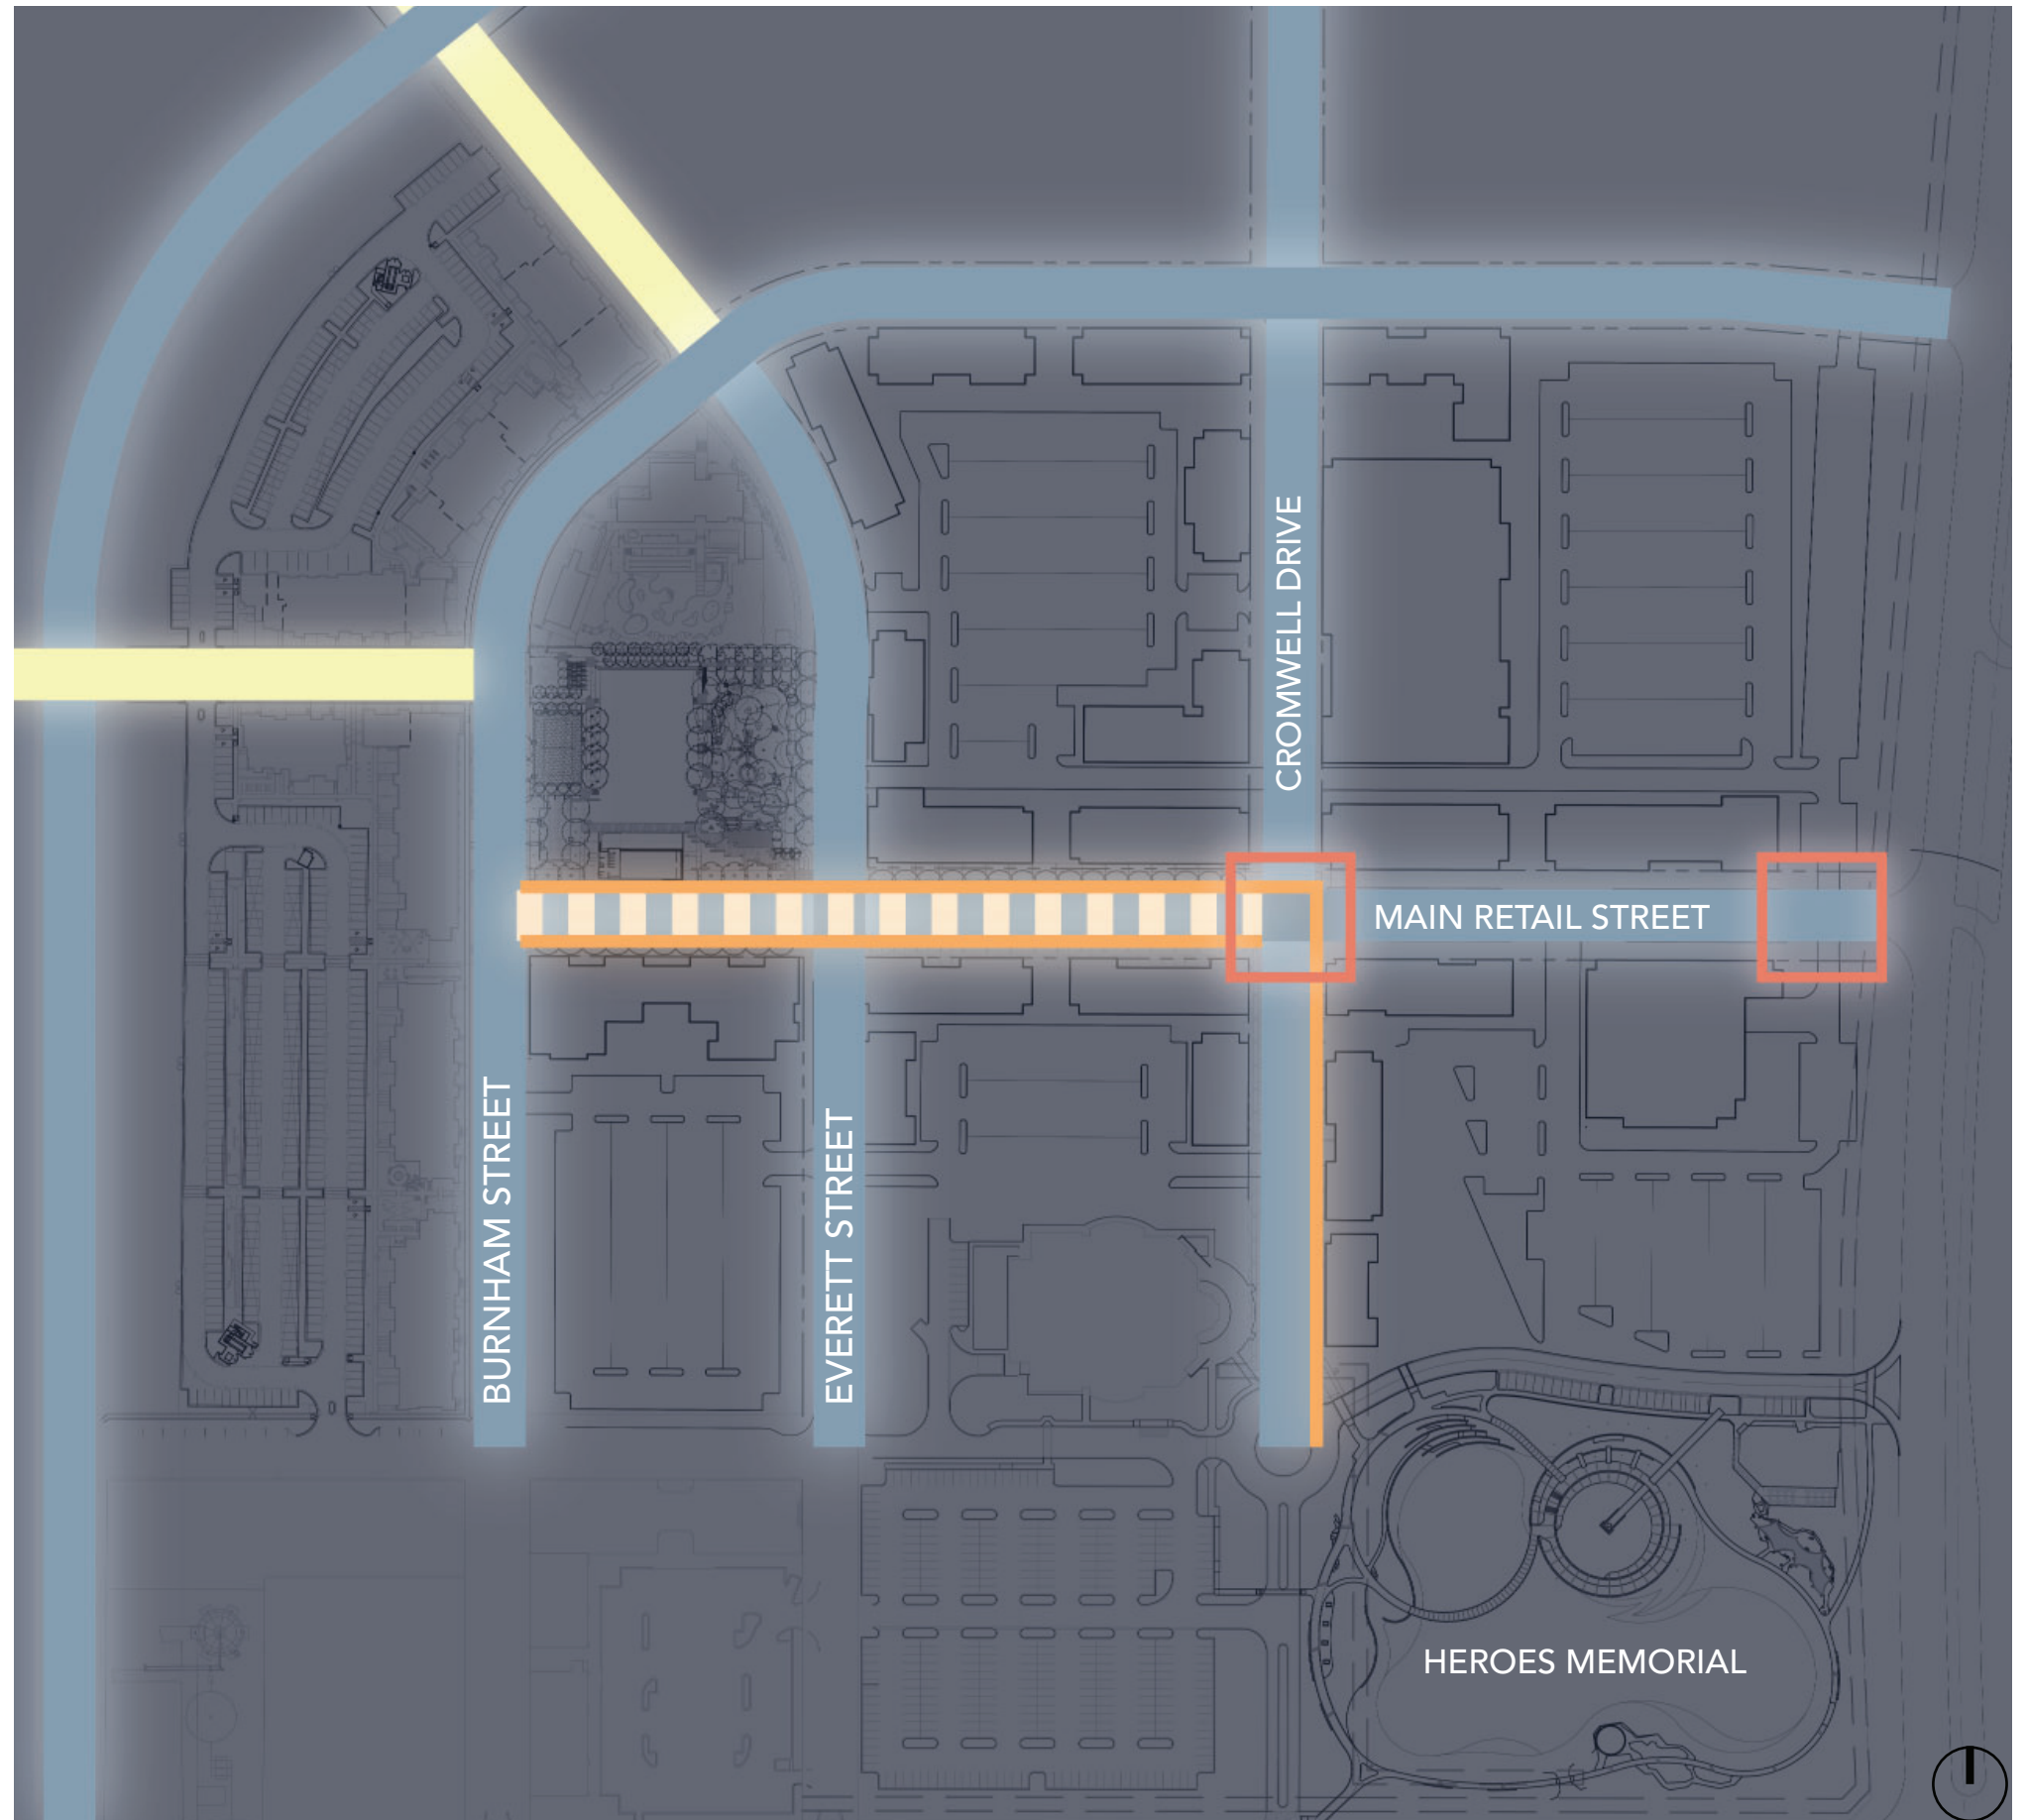 CROMWELL DRIVE
MAIN RETAIL STREET
BURNHAM STREET
EVERETT STREET
HEROES MEMORIAL